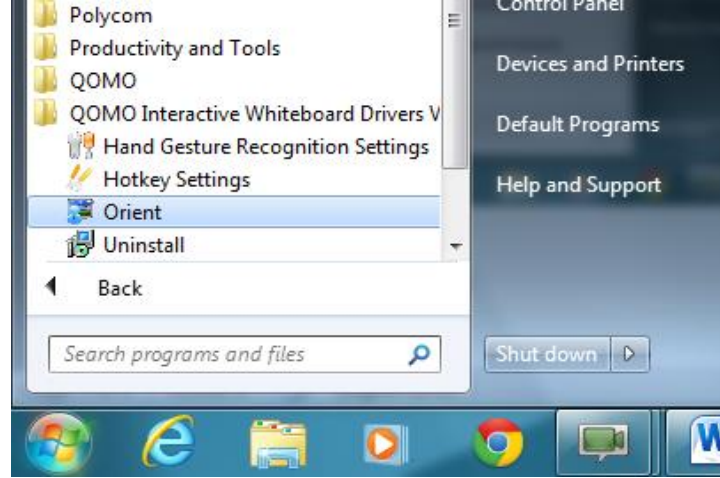 Polycom
Productivity and Tools
QOMO
QOMO Interactive Whiteboard Drivers V
Hand Gesture Recognition Settings
Hotkey Settings
Orient
Uninstall
Back
Search programs and files
Control Panel
Devices and Printers
Default Programs
Help and Support
Shut down
W